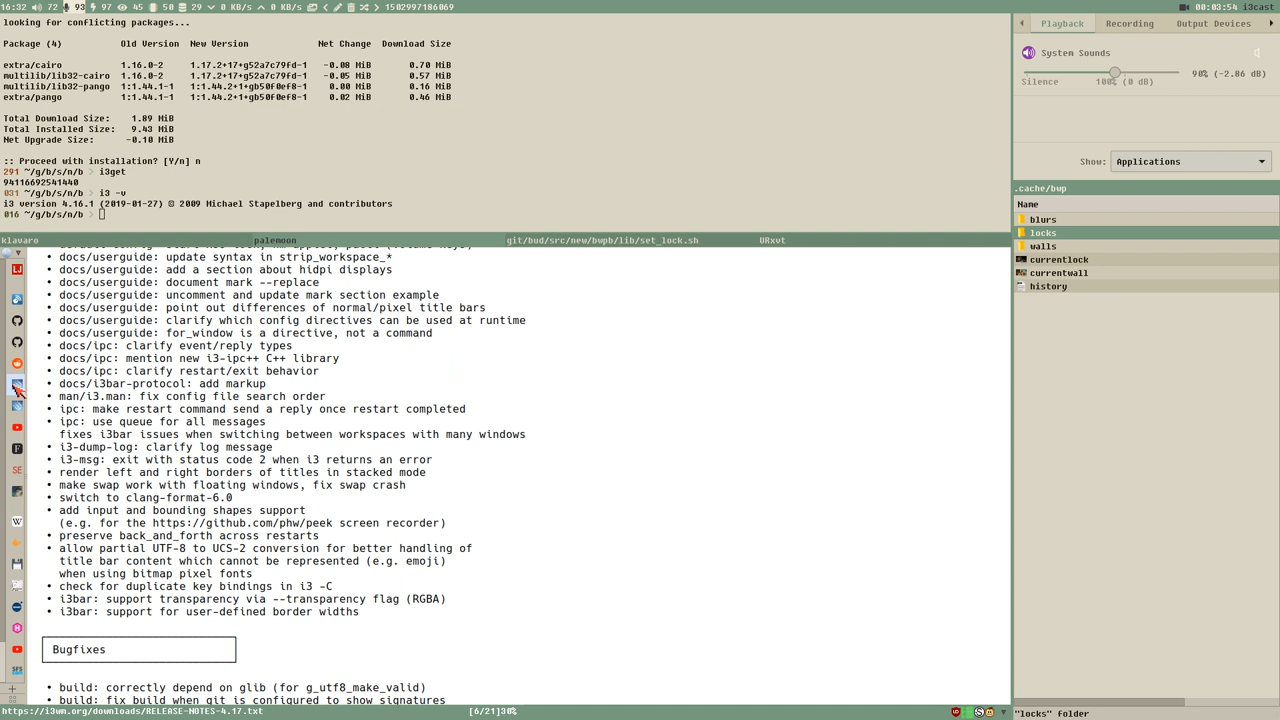 16:32 72 93 97 45 50 29 0 KB/s 0 KB/s 1502997186069 00:03:54 i3cast
looking for conflicting packages...
Package (4) Old Version New Version Net Change Download Size
extra/cairo 1.16.0-2 1.17.2+17+g52a7c79fd-1 -0.08 MiB 0.70 MiB
multilib/lib32-cairo 1.16.0-2 1.17.2+17+g52a7c79fd-1 -0.05 MiB 0.57 MiB
multilib/lib32-pango 1:1.44.1-1 1:1.44.2+1+gb50f0ef8-1 0.00 MiB 0.16 MiB
extra/pango 1:1.44.1-1 1:1.44.2+1+gb50f0ef8-1 0.02 MiB 0.46 MiB
Total Download Size: 1.89 MiB
Total Installed Size: 9.43 MiB
Net Upgrade Size: -0.10 MiB
:: Proceed with installation? [Y/n] n
291 ~/g/b/s/n/b > i3get
94116692541440
031 ~/g/b/s/n/b > i3 -v
i3 version 4.16.1 (2019-01-27) © 2009 Michael Stapelberg and contributors
016 ~/g/b/s/n/b >
klavaro palemoon git/bud/src/new/bwpb/lib/set_lock.sh URxvt
• docs/userguide: update syntax in strip_workspace_*
• docs/userguide: add a section about hidpi displays
• docs/userguide: document mark --replace
• docs/userguide: uncomment and update mark section example
• docs/userguide: point out differences of normal/pixel title bars
• docs/userguide: clarify which config directives can be used at runtime
• docs/userguide: for_window is a directive, not a command
• docs/ipc: clarify event/reply types
• docs/ipc: mention new i3-ipc++ C++ library
• docs/ipc: clarify restart/exit behavior
• docs/i3bar-protocol: add markup
• man/i3.man: fix config file search order
• ipc: make restart command send a reply once restart completed
• ipc: use queue for all messages
fixes i3bar issues when switching between workspaces with many windows
• i3-dump-log: clarify log message
• i3-msg: exit with status code 2 when i3 returns an error
• render left and right borders of titles in stacked mode
• make swap work with floating windows, fix swap crash
• switch to clang-format-6.0
• add input and bounding shapes support
(e.g. for the https://github.com/phw/peek screen recorder)
• preserve back_and_forth across restarts
• allow partial UTF-8 to UCS-2 conversion for better handling of
title bar content which cannot be represented (e.g. emoji)
when using bitmap pixel fonts
• check for duplicate key bindings in i3 -C
• i3bar: support transparency via --transparency flag (RGBA)
• i3bar: support for user-defined border widths
Bugfixes
• build: correctly depend on glib (for g_utf8_make_valid)
• build: fix build when git is configured to show signatures
https://i3wm.org/downloads/RELEASE-NOTES-4.17.txt [6/21]30%
Playback Recording Output Devices
System Sounds
90% (-2.86 dB)
Silence 100% (0 dB)
Show: Applications
.cache/bwp
Name
blurs
locks
walls
currentlock
currentwall
history
"locks" folder